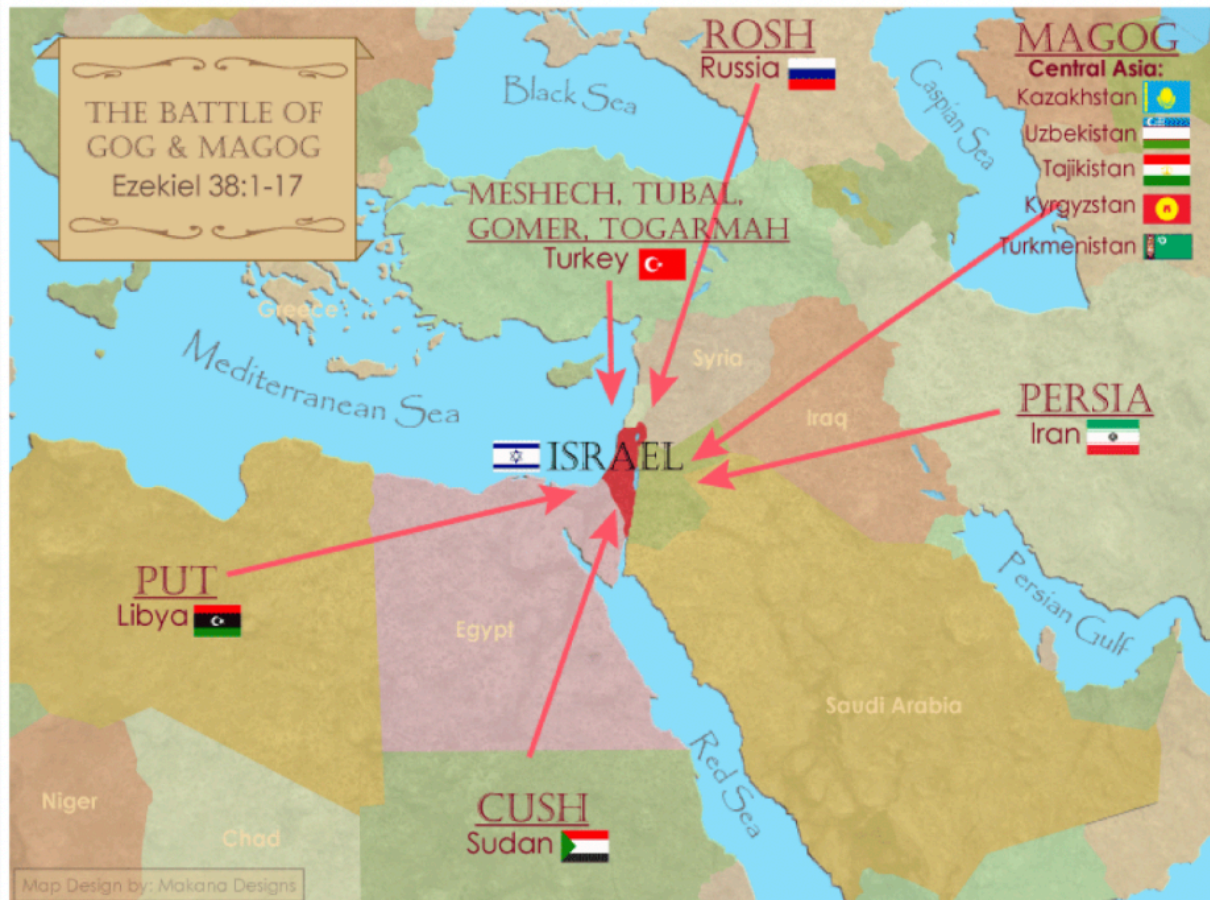 THE BATTLE OF
GOG & MAGOG
Ezekiel 38:1-17
ROSH
Russia
MAGOG
Central Asia:
Kazakhstan
Uzbekistan
Tajikistan
Kyrgyzstan
Turkmenistan
Black Sea
Caspian Sea
MESHECH, TUBAL,
GOMER, TOGARMAH
Turkey
Greece
Mediterranean Sea
Syria
Iraq
PERSIA
Iran
ISRAEL
PUT
Libya
Egypt
Persian Gulf
Saudi Arabia
Red Sea
Niger
Chad
CUSH
Sudan
Map Design by: Makana Designs